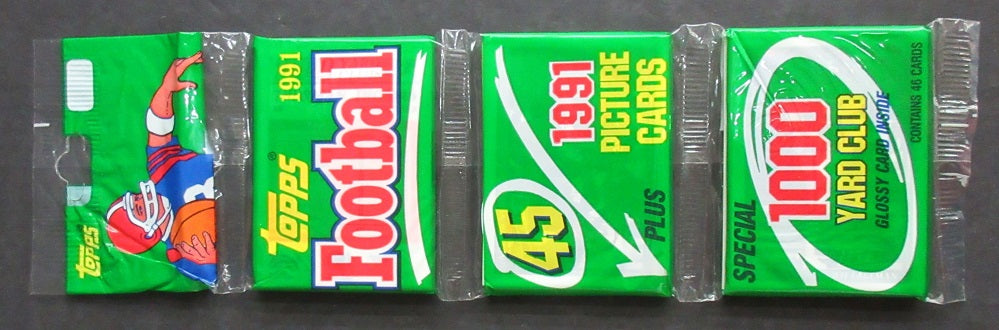 TOPPS
1991
TOPPS®
Football
45
1991
PICTURE
CARDS
PLUS
SPECIAL
1000
YARD CLUB
GLOSSY CARD INSIDE
CONTAINS 46 CARDS